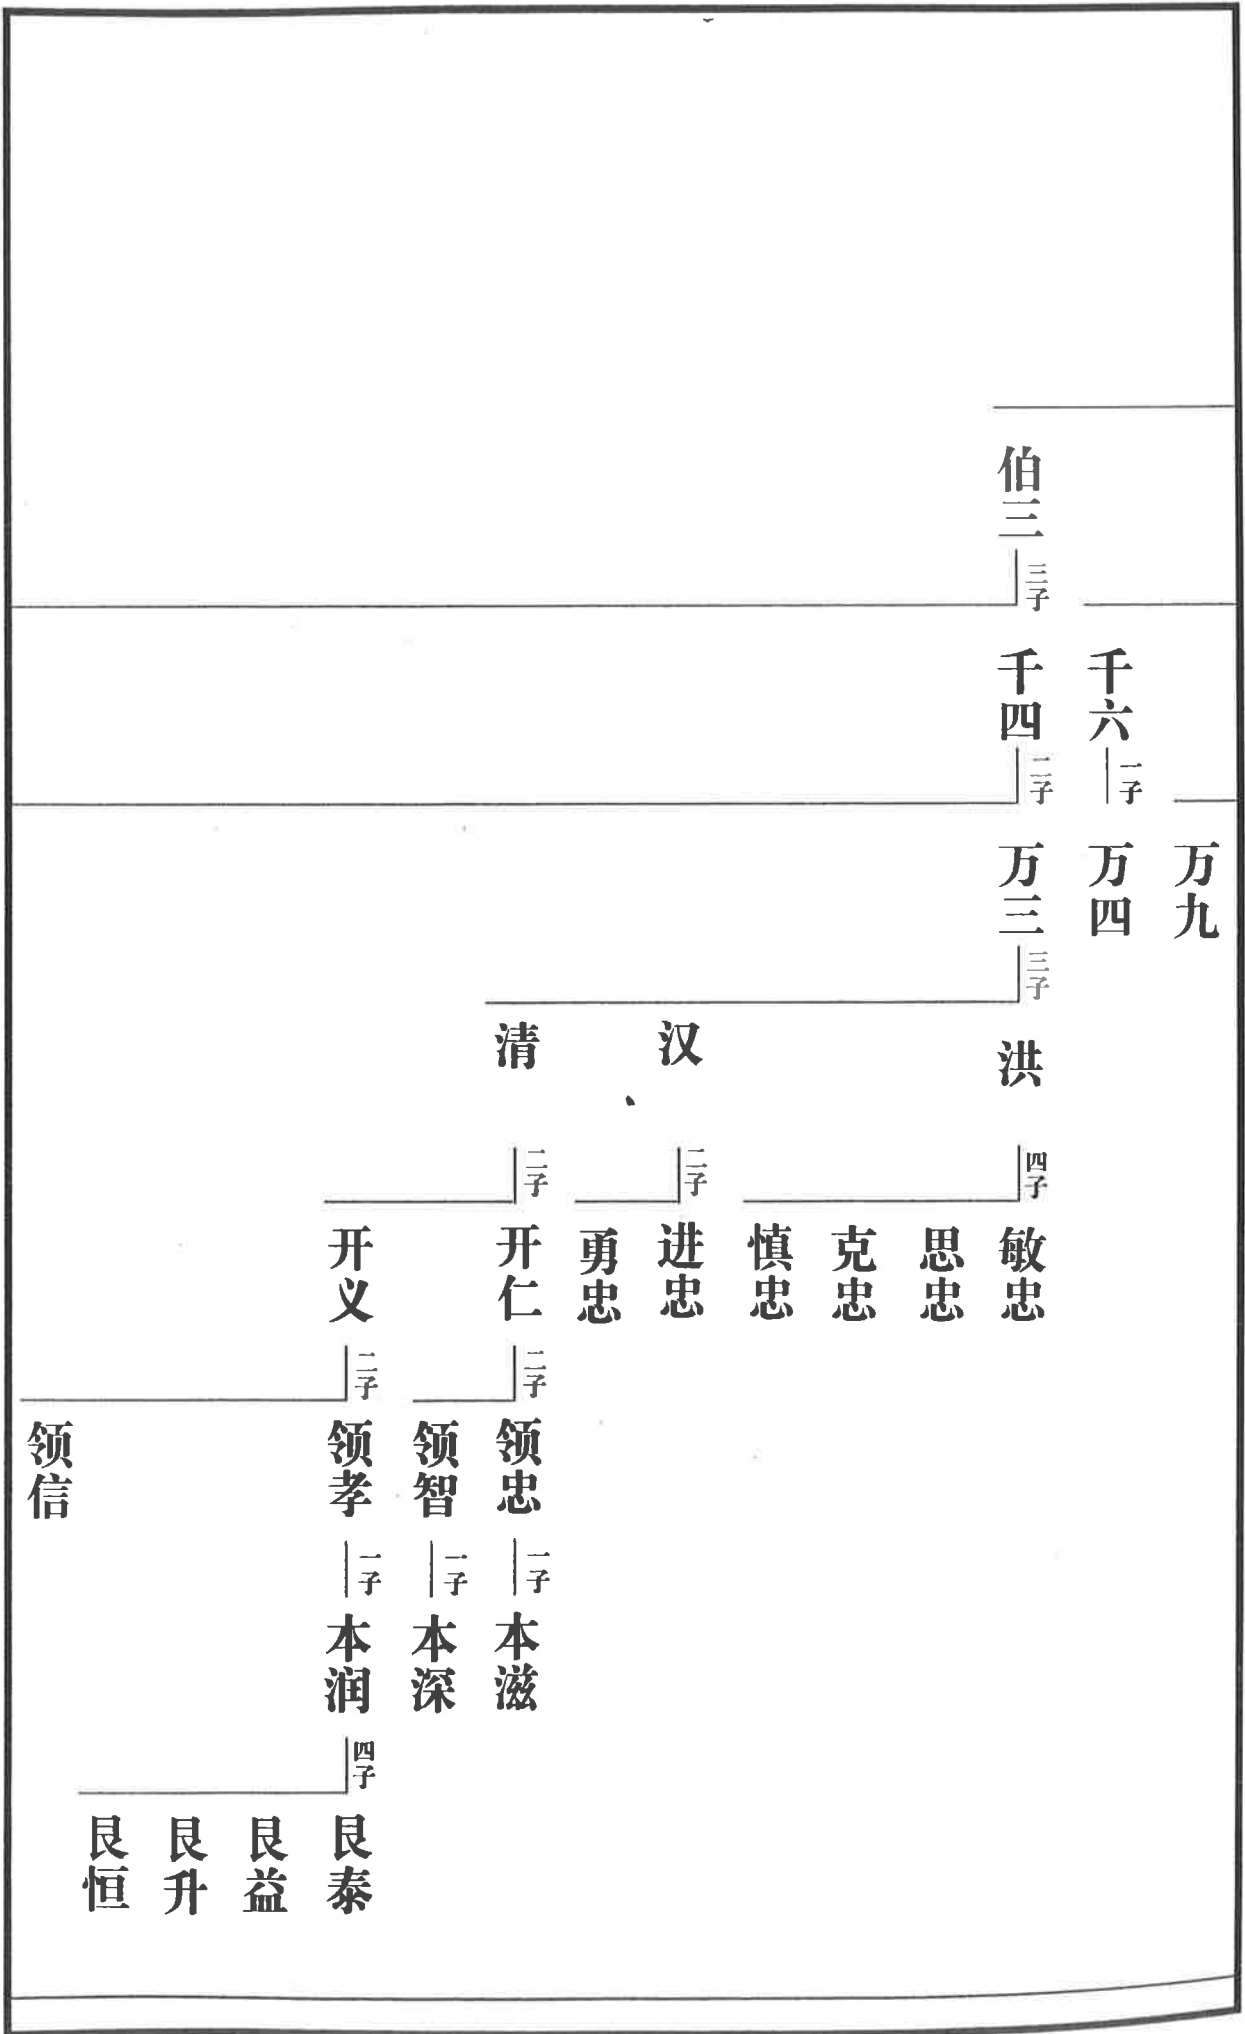 伯三
三子
千六
一子
千四
二子
万九
万四
万三
三子
洪
四子
汉
二子
清
二子
敏忠
思忠
克忠
慎忠
进忠
勇忠
开仁
二子
开义
二子
领忠
一子
领智
一子
领孝
一子
领信
本滋
本深
本润
四子
艮泰
艮益
艮升
艮恒